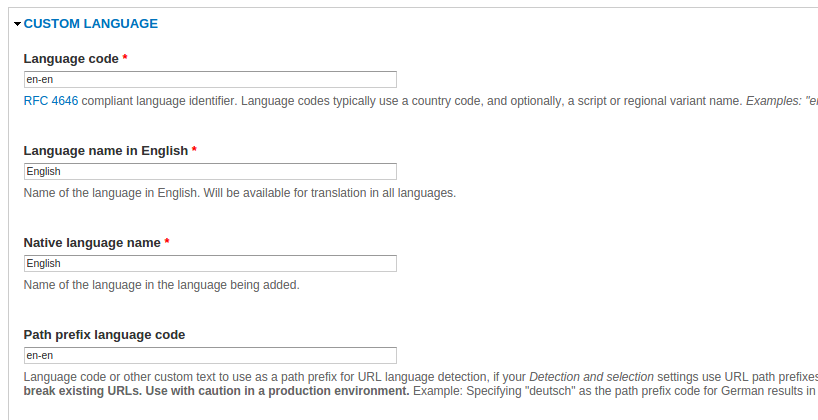 CUSTOM LANGUAGE
Language code *
en-en
RFC 4646 compliant language identifier. Language codes typically use a country code, and optionally, a script or regional variant name. Examples: "e
Language name in English *
English
Name of the language in English. Will be available for translation in all languages.
Native language name *
English
Name of the language in the language being added.
Path prefix language code
en-en
Language code or other custom text to use as a path prefix for URL language detection, if your Detection and selection settings use URL path prefixes
break existing URLs. Use with caution in a production environment. Example: Specifying "deutsch" as the path prefix code for German results in